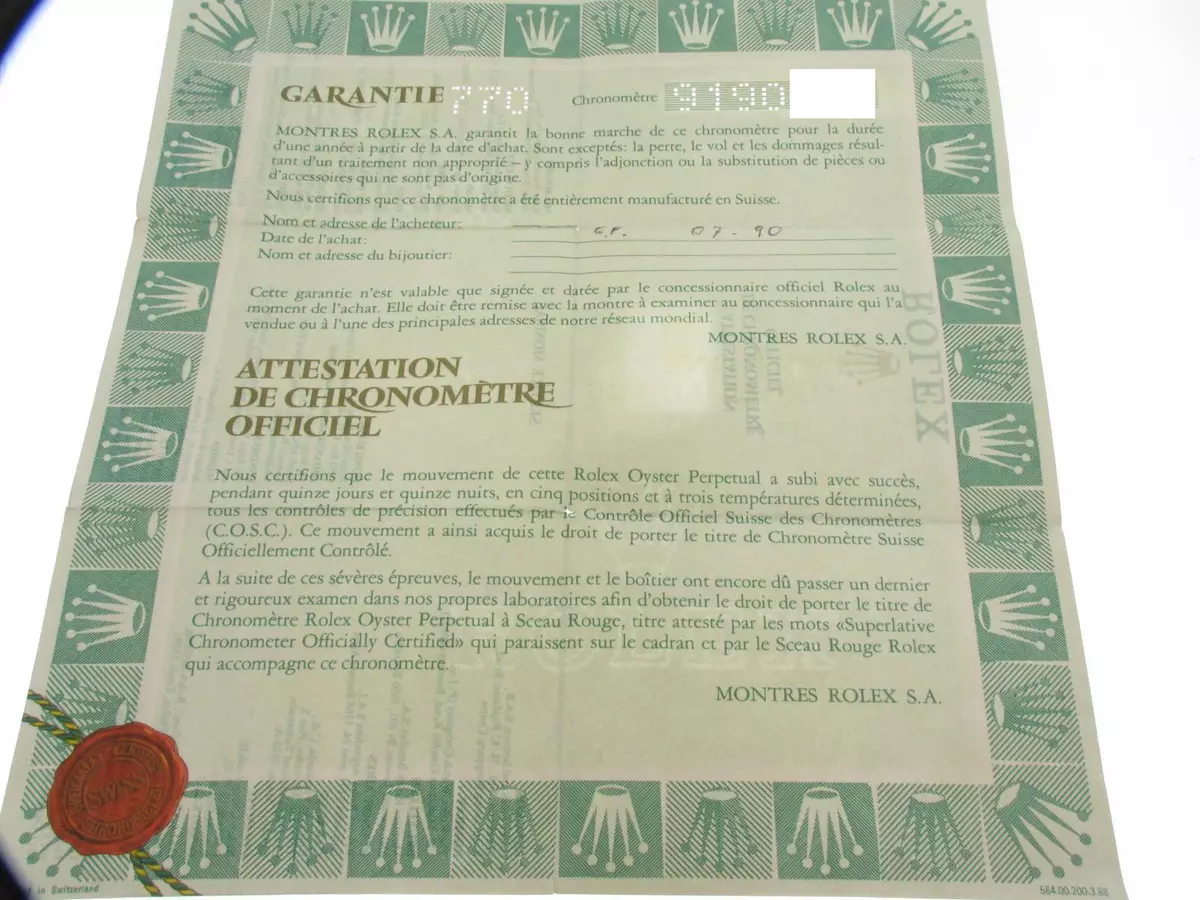 GARANTIE 770 Chronomètre 9190
MONTRES ROLEX S.A. garantit la bonne marche de ce chronomètre pour la durée
d'une année à partir de la date d'achat. Sont exceptés: la perte, le vol et les dommages résul-
tant d'un traitement non approprié – y compris l'adjonction ou la substitution de pièces ou
d'accessoires qui ne sont pas d'origine.
Nous certifions que ce chronomètre a été entièrement manufacturé en Suisse.
Nom et adresse de l'acheteur: G.F. 07-90
Date de l'achat:
Nom et adresse du bijoutier:
Cette garantie n'est valable que signée et datée par le concessionnaire officiel Rolex au
moment de l'achat. Elle doit être remise avec la montre à examiner au concessionnaire qui l'a
vendue ou à l'une des principales adresses de notre réseau mondial.
MONTRES ROLEX S.A.
ATTESTATION
DE CHRONOMÈTRE
OFFICIEL
Nous certifions que le mouvement de cette Rolex Oyster Perpetual a subi avec succès,
pendant quinze jours et quinze nuits, en cinq positions et à trois températures déterminées,
tous les contrôles de précision effectués par le Contrôle Officiel Suisse des Chronomètres
(C.O.S.C.). Ce mouvement a ainsi acquis le droit de porter le titre de Chronomètre Suisse
Officiellement Contrôlé.
A la suite de ces sévères épreuves, le mouvement et le boîtier ont encore dû passer un dernier
et rigoureux examen dans nos propres laboratoires afin d'obtenir le droit de porter le titre de
Chronomètre Rolex Oyster Perpetual à Sceau Rouge, titre attesté par les mots «Superlative
Chronometer Officially Certified» qui paraissent sur le cadran et par le Sceau Rouge Rolex
qui accompagne ce chronomètre.
MONTRES ROLEX S.A.
SWISS
in Switzerland
564.00.200.3.88